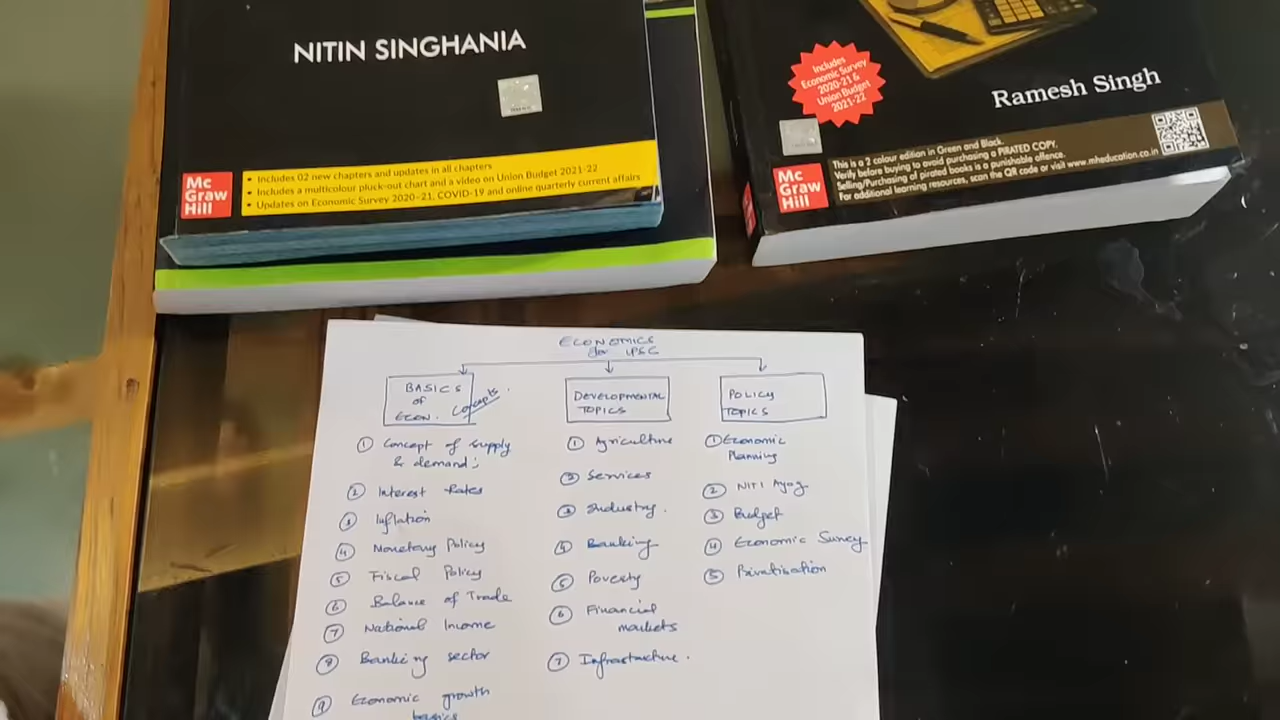 NITIN SINGHANIA
Mc
Graw
Hill
• Includes 02 new chapters and updates in all chapters
• Includes a multicolour pluck-out chart and a video on Union Budget 2021-22
• Updates on Economic Survey 2020-21, COVID-19 and online quarterly current affairs
Includes
Economic Survey
2020-21 &
Union Budget
2021-22
Ramesh Singh
Mc
Graw
Hill
This is a 2 colour edition in Green and Black.
Verify before buying to avoid purchasing a PIRATED COPY.
Selling/Purchasing of pirated books is a punishable offence.
For additional learning resources, scan the QR code or visit www.mheducation.co.in
ECONOMICS
for UPSC
BASICS
of
ECON. Concepts.
① Concept of supply
& demand;
② Interest Rates
③ Inflation
④ Monetary Policy
⑤ Fiscal Policy
⑥ Balance of Trade
⑦ National Income
⑧ Banking sector
⑨ Economic growth
basics
DEVELOPMENTAL
TOPICS
① Agriculture
② Services
③ Industry.
④ Banking
⑤ Poverty
⑥ Financial
markets
⑦ Infrastructure.
POLICY
TOPICS
① Economic
Planning
② NITI Ayog
③ Budget
④ Economic Survey
⑤ Privatisation